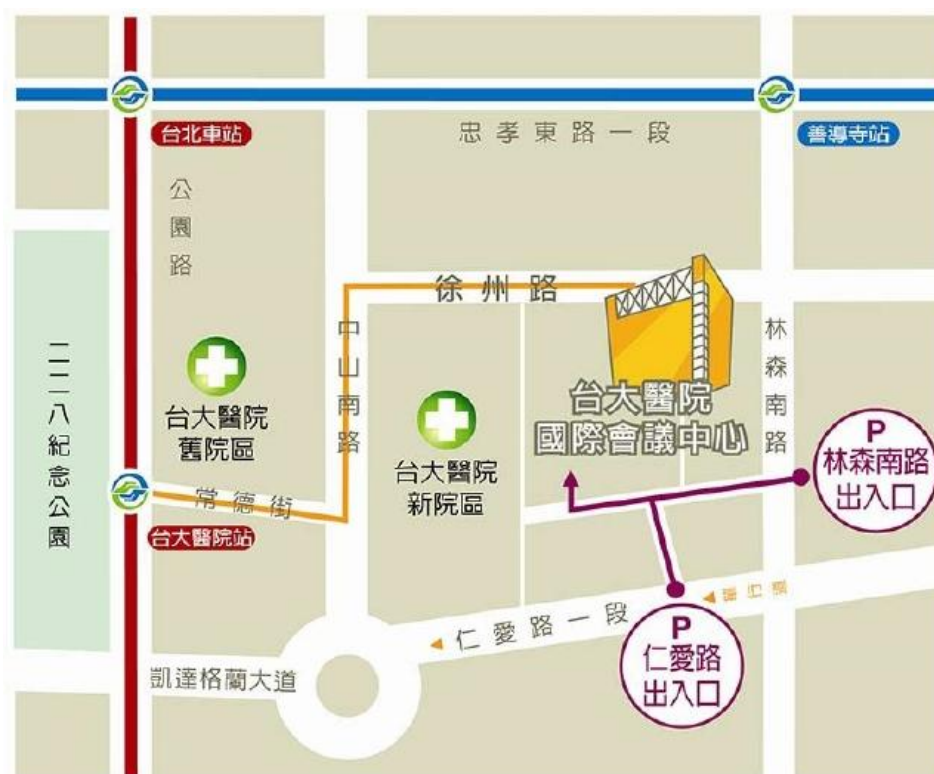 台北車站
忠孝東路一段
善導寺站
公園路
徐州路
中山南路
林森南路
二二八紀念公園
台大醫院
舊院區
台大醫院
新院區
台大醫院
國際會議中心
P
林森南路
出入口
常德街
台大醫院站
仁愛路一段
P
仁愛路
出入口
凱達格蘭大道